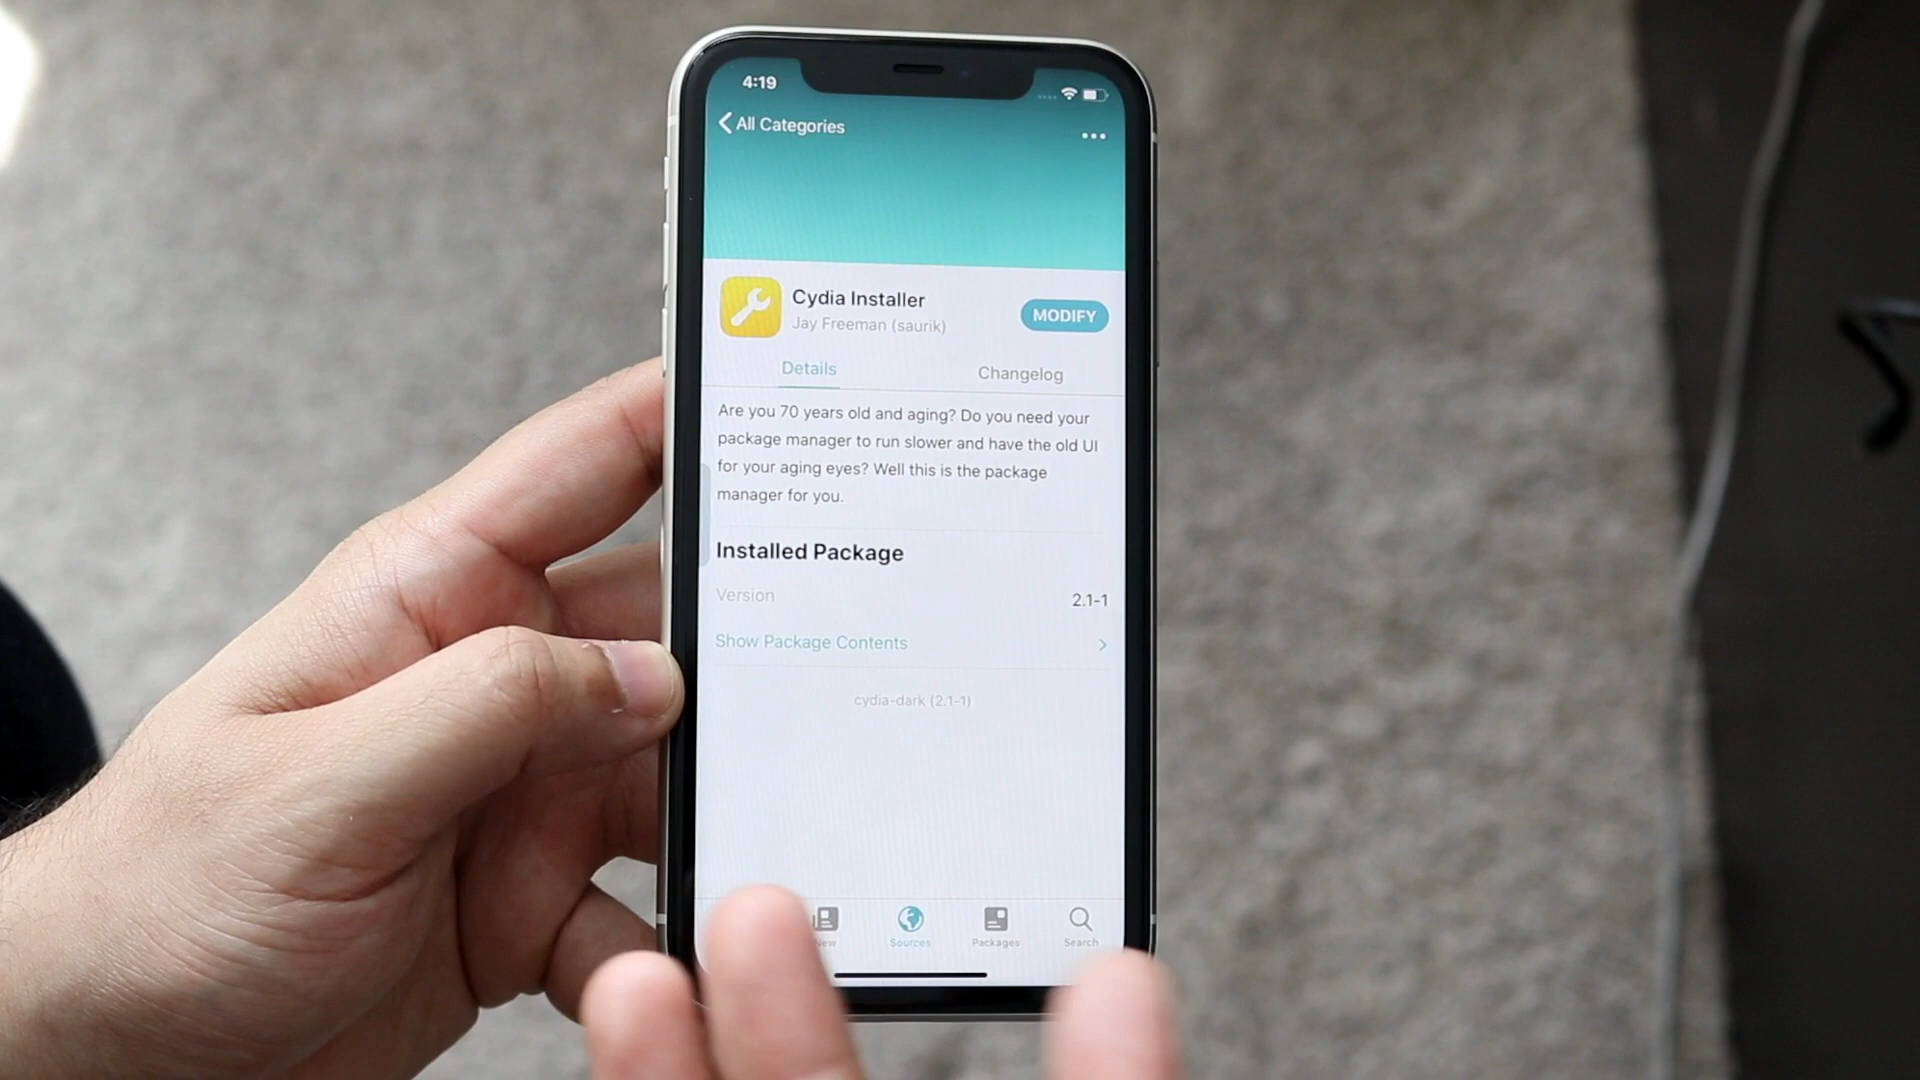 4:19
All Categories
Cydia Installer
Jay Freeman (saurik)
MODIFY
Details
Changelog
Are you 70 years old and aging? Do you need your
package manager to run slower and have the old UI
for your aging eyes? Well this is the package
manager for you.
Installed Package
Version
2.1-1
Show Package Contents
cydia-dark (2.1-1)
New
Sources
Packages
Search